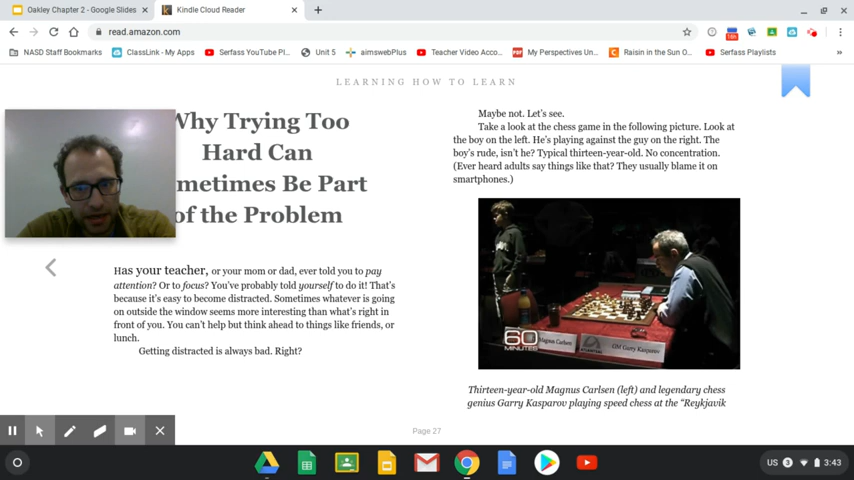 Oakley Chapter 2 - Google Slides
Kindle Cloud Reader
read.amazon.com
NASD Staff Bookmarks
ClassLink - My Apps
Serfass YouTube Pl...
Unit 5
aimswebPlus
Teacher Video Acco...
My Perspectives Un...
Raisin in the Sun O...
Serfass Playlists
LEARNING HOW TO LEARN
Why Trying Too
Hard Can
metimes Be Part
of the Problem
Has your teacher, or your mom or dad, ever told you to pay
attention? Or to focus? You've probably told yourself to do it! That's
because it's easy to become distracted. Sometimes whatever is going
on outside the window seems more interesting than what's right in
front of you. You can't help but think ahead to things like friends, or
lunch.
Getting distracted is always bad. Right?
Maybe not. Let's see.
Take a look at the chess game in the following picture. Look at
the boy on the left. He's playing against the guy on the right. The
boy's rude, isn't he? Typical thirteen-year-old. No concentration.
(Ever heard adults say things like that? They usually blame it on
smartphones.)
60
MINUTES
Magnus Carlsen
GM Garry Kasparov
Thirteen-year-old Magnus Carlsen (left) and legendary chess
genius Garry Kasparov playing speed chess at the "Reykjavik
Page 27
US
3
3:43